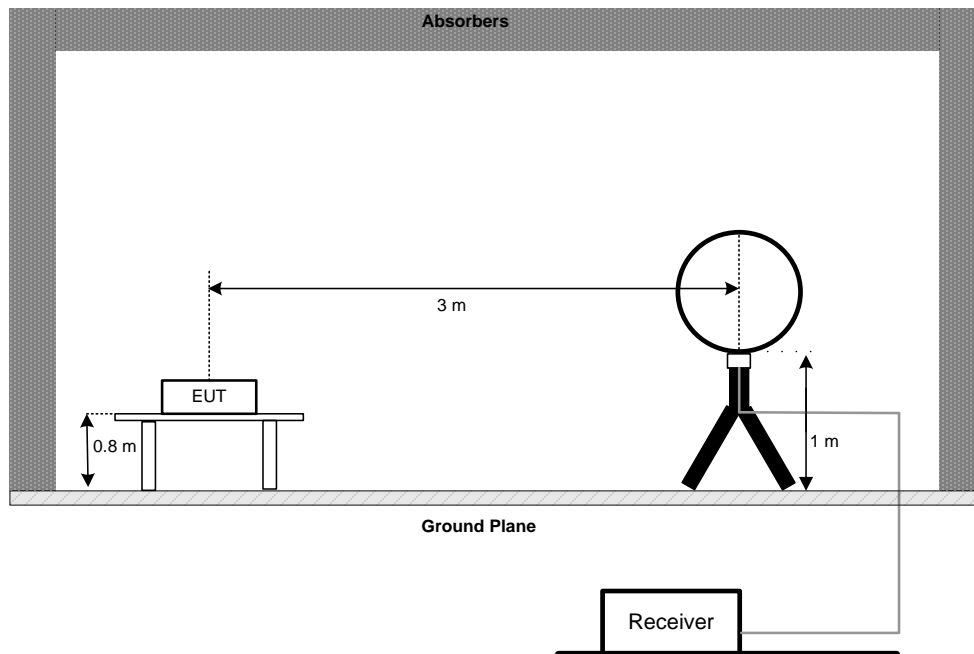 Absorbers
3 m
EUT
0.8 m
1 m
Ground Plane
Receiver